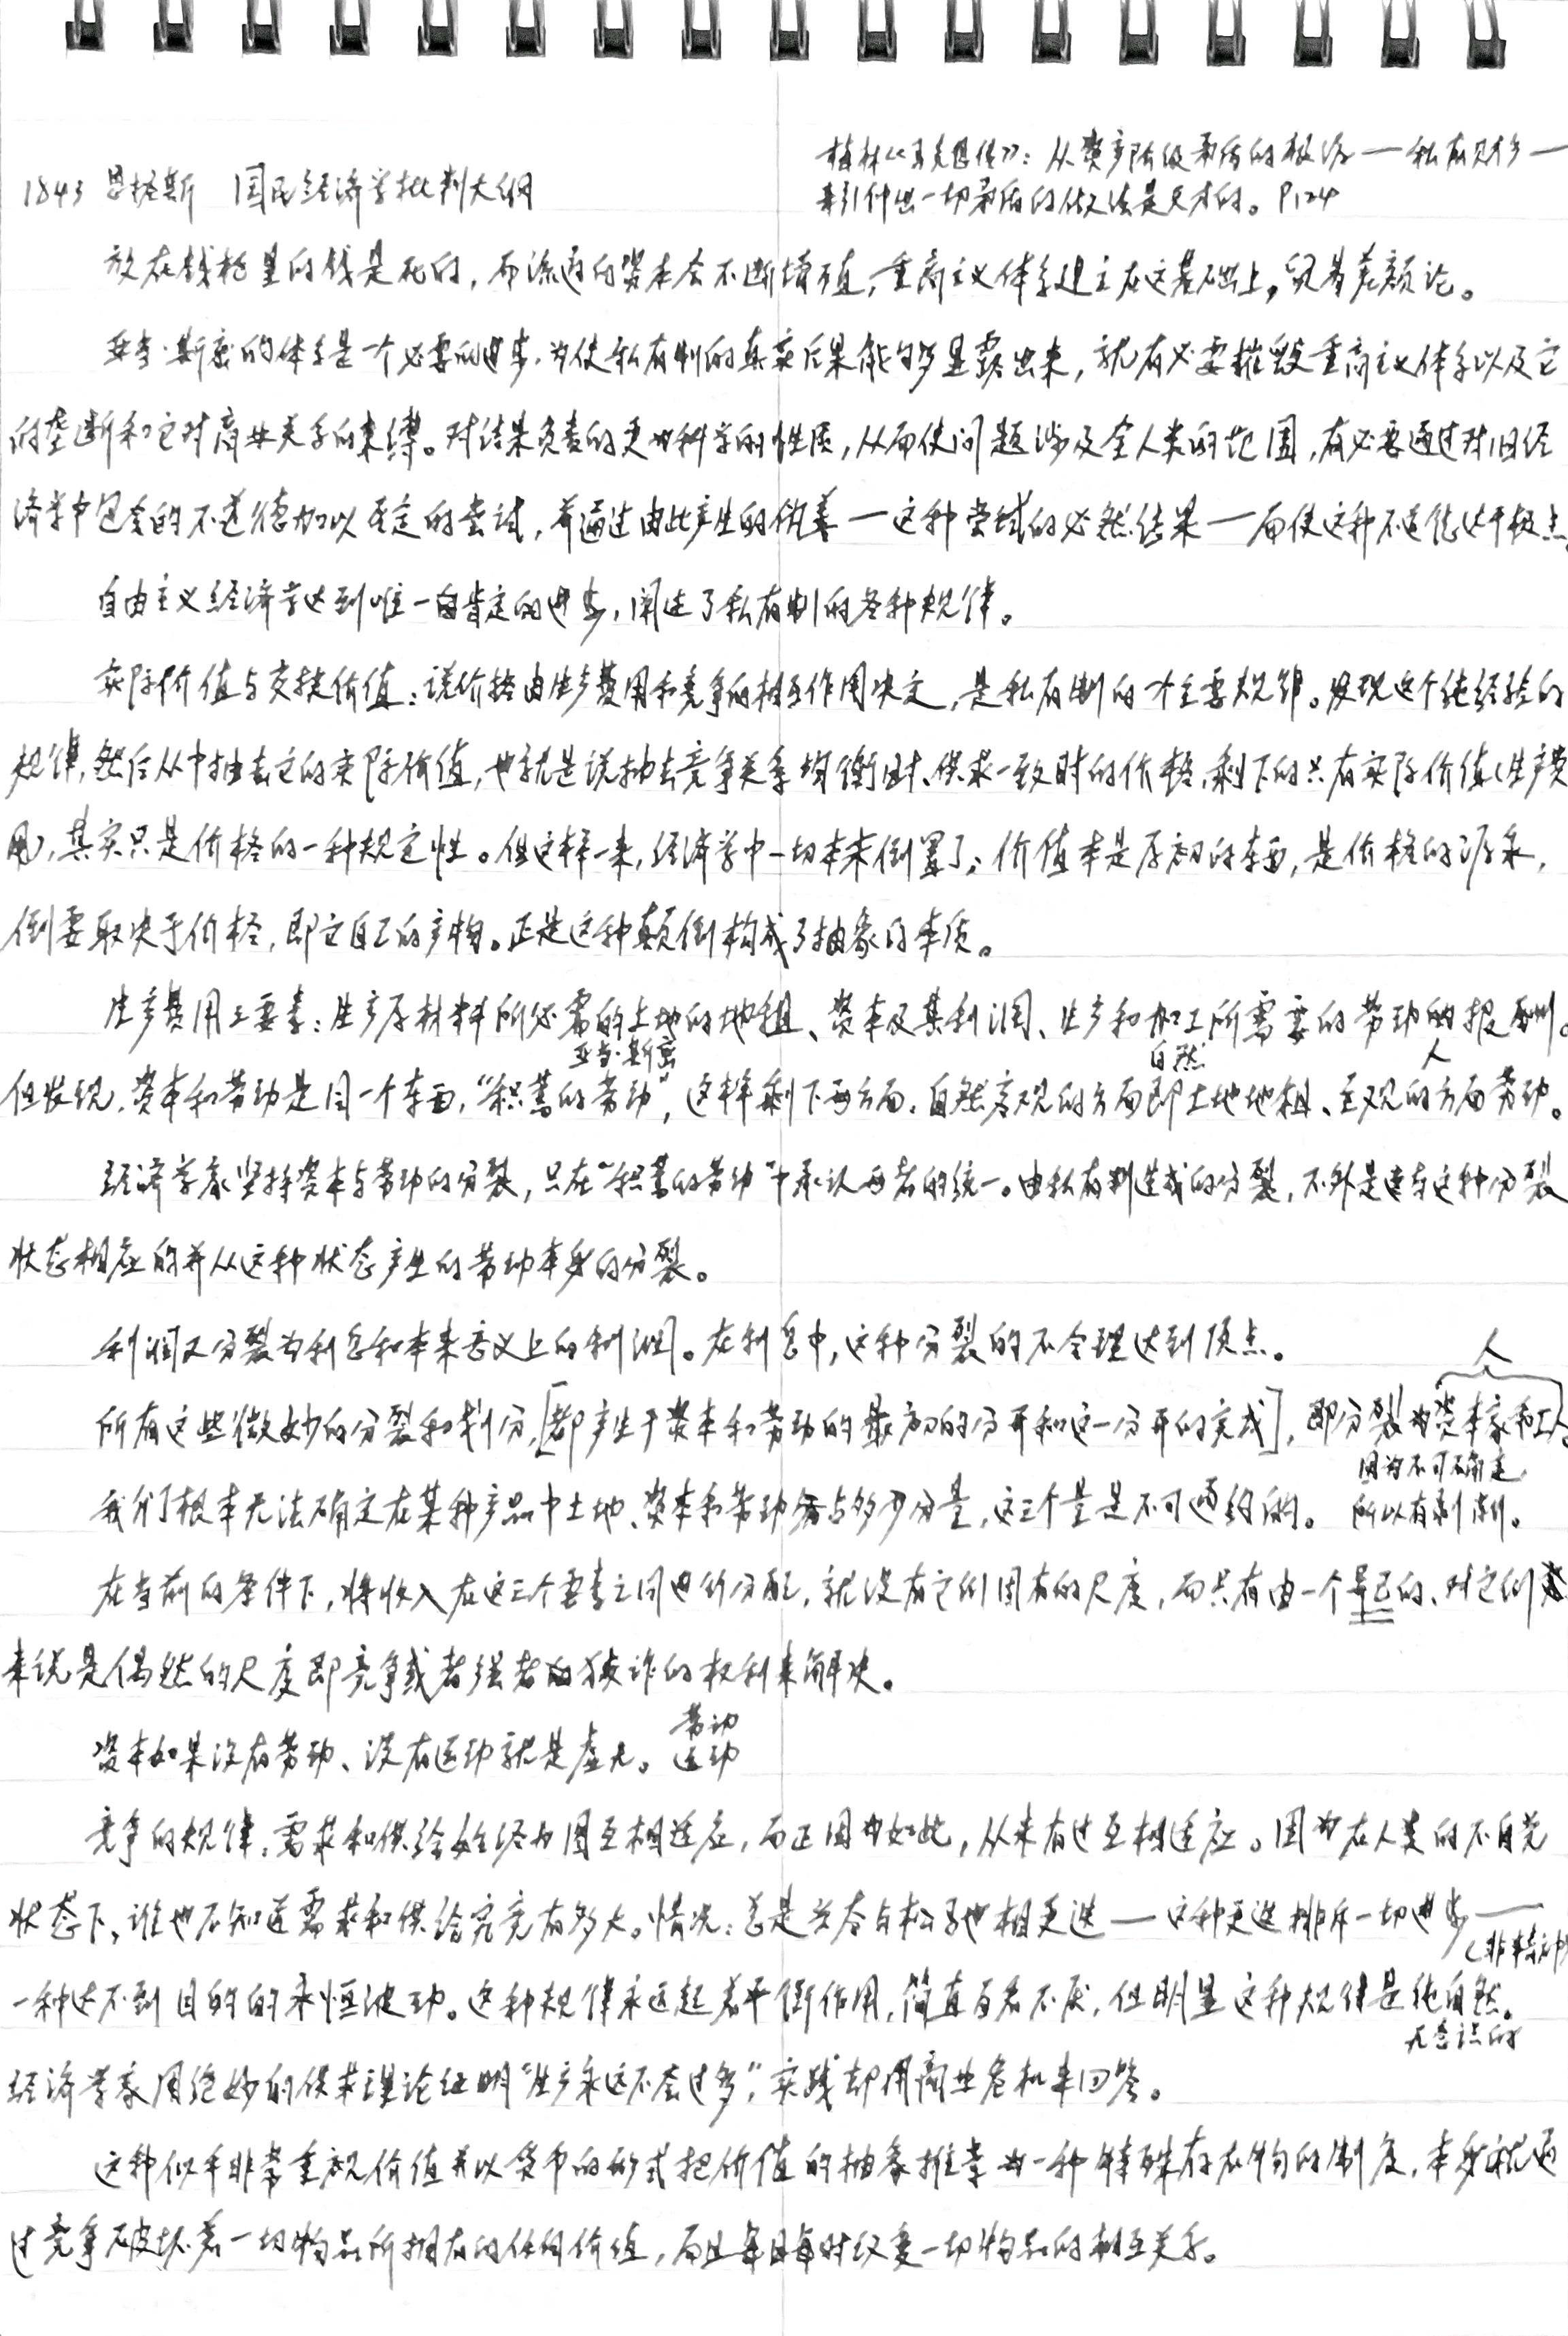 梅林《马克思传》：从资产阶级矛盾的根源—私有财产—
1843 恩格斯 国民经济学批判大纲
来引伸出一切矛盾的做法是天才的。P124
放在钱柜里的钱是死的，而流通的资本会不断增值，重商主义体系建立在这基础上，贸易差额论。
亚当·斯密的体系是一个必要的进步，为使私有制的真实后果能够显露出来，就有必要摧毁重商主义体系以及它
的垄断和它对商业关系的束缚。对结果负责的更为科学的性质，从而使问题涉及全人类的范围，有必要通过对旧经
济学中包含的不道德加以否定的尝试，并通过由此产生的伪善—这种尝试的必然结果—而使这种不道德达于极点。
自由主义经济学达到唯一的肯定的进步，阐述了私有制的各种规律。
实际价值与交换价值：说价格由生产费用和竞争的相互作用决定，是私有制的一个主要规律。发现这个纯经验的
规律，然后从中抽去它的实际价值，也就是说抽去竞争关系均衡时、供求一致时的价格，剩下的只有实际价值（生产费
用），其实只是价格的一种规定性。但这样一来，经济学中一切本末倒置了；价值本是原初的东西，是价格的源泉，
倒要取决于价格，即它自己的产物。正是这种颠倒构成了抽象的本质。
生产费用三要素：生产原材料所必需的土地的地租、资本及其利润、生产和加工所需要的劳动的报酬。
亚当·斯密 自然 人
但发现，资本和劳动是同一个东西，“积蓄的劳动”，这样剩下两方面，自然客观的方面即土地地租、主观的方面劳动。
经济学家坚持资本与劳动的分裂，只在“积蓄的劳动”中承认两者的统一。由私有制造成的分裂，不外是连与这种分裂
状态相应的并从这种状态产生的劳动本身的分裂。
利润又分裂为利息和本来意义上的利润。在利息中，这种分裂的不合理达到顶点。
人
所有这些微妙的分裂和划分，[都产生于资本和劳动的最初的分开和这一分开的完成]，即分裂为资本家和工人。
因为不可确定
我们根本无法确定在某种产品中土地、资本和劳动各占多少分量，这三个量是不可通约的。 所以有剥削。
在当前的条件下，将收入在这三个要素之间进行分配，就没有它们固有的尺度，而只有由一个异己的、对它们
来说是偶然的尺度即竞争或者强者的狡诈的权利来解决。
劳动
资本如果没有劳动、没有运动就是虚无。 运动
竞争的规律：需求和供给始终力图互相适应，而正因为如此，从未有过互相适应。因为在人类的不自觉
状态下，谁也不知道需求和供给究竟有多大。情况：总是兴奋与松弛相更迭—这种更迭排斥一切进步——
（非精神
一种达不到目的的永恒波动。这种规律永远起着平衡作用，简直百看不厌，但明显这种规律是纯自然。
无意识的
经济学家用绝妙的供求理论证明“生产永远不会过多”，实践却用商业危机来回答。
这种似乎非常重视价值并以货币的形式把价值的抽象推举为一种特殊存在物的制度，本身就通
过竞争破坏着一切物品所拥有的任何价值，而且每日每时改变一切物品的相互关系。